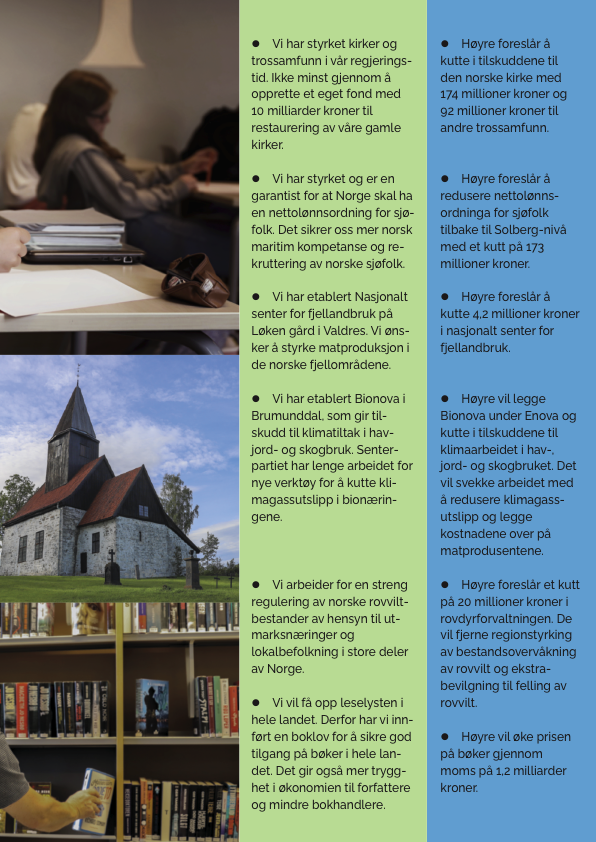 ● Vi har styrket kirker og
trossamfunn i vår regjerings-
tid. Ikke minst gjennom å
opprette et eget fond med
10 milliarder kroner til
restaurering av våre gamle
kirker.
● Vi har styrket og er en
garantist for at Norge skal ha
en nettolønnsordning for sjø-
folk. Det sikrer oss mer norsk
maritim kompetanse og re-
kruttering av norske sjøfolk.
● Vi har etablert Nasjonalt
senter for fjellandbruk på
Løken gård i Valdres. Vi øns-
ker å styrke matproduksjon i
de norske fjellområdene.
● Vi har etablert Bionova i
Brumunddal, som gir til-
skudd til klimatiltak i hav-
jord- og skogbruk. Senter-
partiet har lenge arbeidet for
nye verktøy for å kutte kli-
magassutslipp i bionærin-
gene.
● Vi arbeider for en streng
regulering av norske rovvilt-
bestander av hensyn til ut-
marksnæringer og
lokalbefolkning i store deler
av Norge.
● Vi vil få opp leselysten i
hele landet. Derfor har vi inn-
ført en boklov for å sikre god
tilgang på bøker i hele lan-
det. Det gir også mer trygg-
het i økonomien til forfattere
og mindre bokhandlere.
● Høyre foreslår å
kutte i tilskuddene til
den norske kirke med
174 millioner kroner og
92 millioner kroner til
andre trossamfunn.
● Høyre foreslår å
redusere nettolønns-
ordninga for sjøfolk
tilbake til Solberg-nivå
med et kutt på 173
millioner kroner.
● Høyre foreslår å
kutte 4,2 millioner kroner
i nasjonalt senter for
fjellandbruk.
● Høyre vil legge
Bionova under Enova og
kutte i tilskuddene til
klimaarbeidet i hav-,
jord- og skogbruket. Det
vil svekke arbeidet med
å redusere klimagass-
utslipp og legge
kostnadene over på
matprodusentene.
● Høyre foreslår et kutt
på 20 millioner kroner i
rovdyrforvaltningen. De
vil fjerne regionstyrking
av bestandsovervåkning
av rovvilt og ekstra-
bevilgning til felling av
rovvilt.
● Høyre vil øke prisen
på bøker gjennom
moms på 1,2 milliarder
kroner.